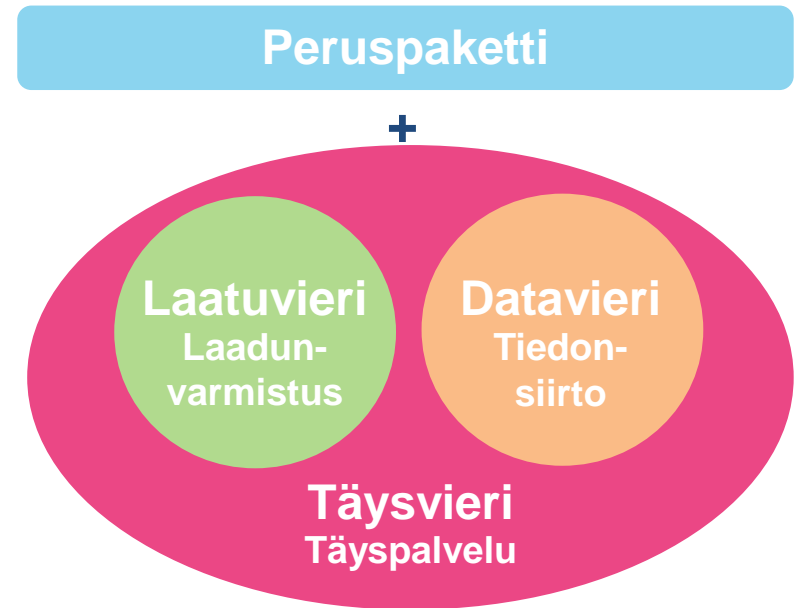 Peruspaketti
+
Laatuvieri
Laadun-
varmistus
Datavieri
Tiedon-
siirto
Täysvieri
Täyspalvelu